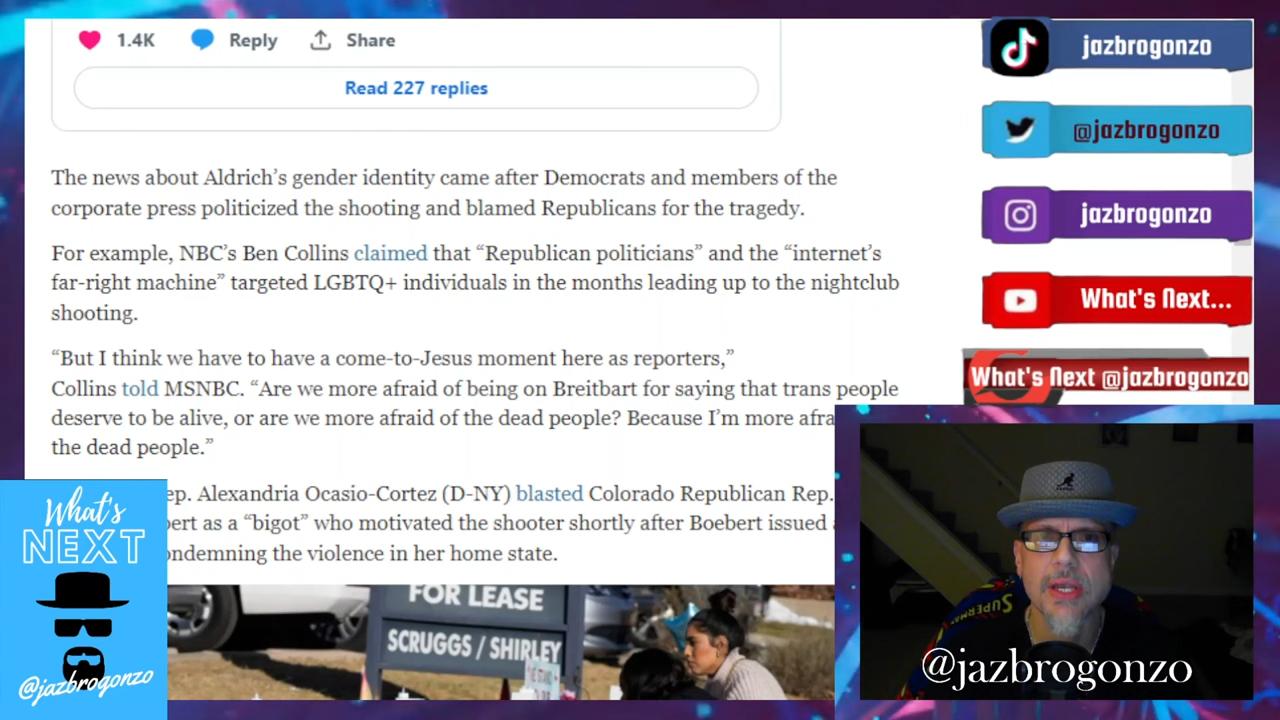 1.4K Reply Share
Read 227 replies
The news about Aldrich's gender identity came after Democrats and members of the
corporate press politicized the shooting and blamed Republicans for the tragedy.
For example, NBC's Ben Collins claimed that “Republican politicians” and the “internet's
far-right machine” targeted LGBTQ+ individuals in the months leading up to the nightclub
shooting.
“But I think we have to have a come-to-Jesus moment here as reporters,”
Collins told MSNBC. “Are we more afraid of being on Breitbart for saying that trans people
deserve to be alive, or are we more afraid of the dead people? Because I'm more afra
the dead people.”
ep. Alexandria Ocasio-Cortez (D-NY) blasted Colorado Republican Rep.
bert as a “bigot” who motivated the shooter shortly after Boebert issued
ondemning the violence in her home state.
FOR LEASE
SCRUGGS / SHIRLEY
jazbrogonzo
@jazbrogonzo
jazbrogonzo
What's Next...
What's Next @jazbrogonzo
What's
NEXT
@jazbrogonzo
SUPERMA
@jazbrogonzo